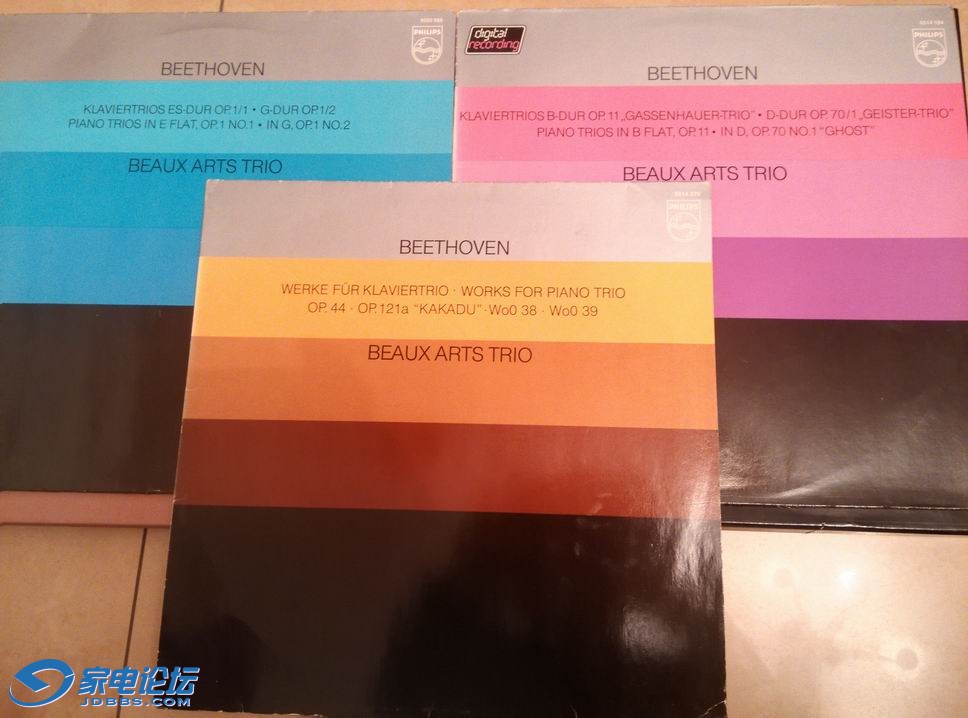 PHILIPS
BEETHOVEN
KLAVIERTRIOS ES-DUR OP.1/1 • G-DUR OP.1/2
PIANO TRIOS IN E FLAT, OP.1 NO.1 • IN G, OP.1 NO.2
BEAUX ARTS TRIO
digital
recording
6514 184
PHILIPS
BEETHOVEN
KLAVIERTRIOS B-DUR OP. 11 „GASSENHAUER-TRIO” • D-DUR OP. 70/1 „GEISTER-TRIO”
PIANO TRIOS IN B FLAT, OP.11 • IN D, OP.70 NO.1 “GHOST”
BEAUX ARTS TRIO
PHILIPS
BEETHOVEN
WERKE FÜR KLAVIERTRIO · WORKS FOR PIANO TRIO
OP. 44 · OP.121a “KAKADU” · WoO 38 · WoO 39
BEAUX ARTS TRIO
家电论坛
JDBBS.COM